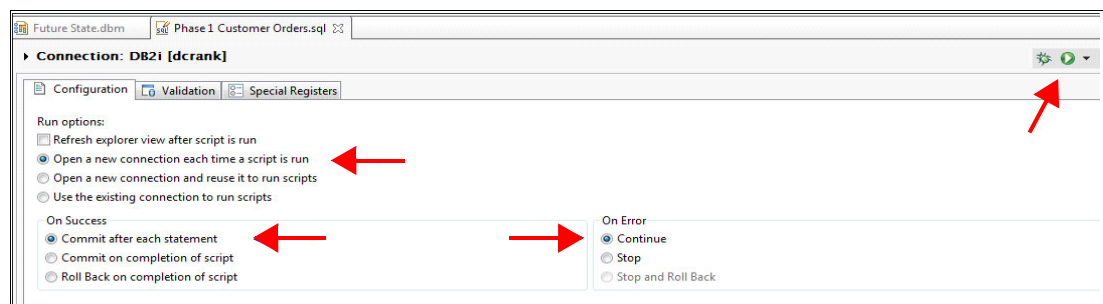 Future State.dbm Phase 1 Customer Orders.sql
Connection: DB2i [dcrank]
Configuration Validation Special Registers
Run options:
Refresh explorer view after script is run
Open a new connection each time a script is run
Open a new connection and reuse it to run scripts
Use the existing connection to run scripts
On Success On Error
Commit after each statement Continue
Commit on completion of script Stop
Roll Back on completion of script Stop and Roll Back